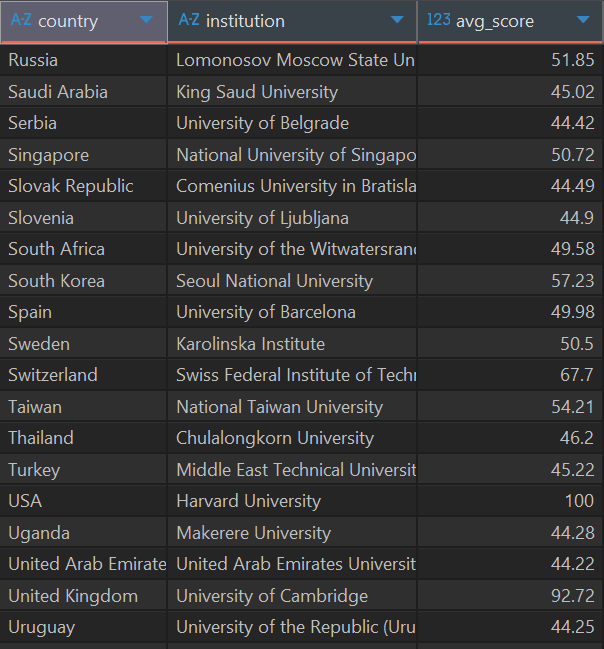 A-Z country A-Z institution 123 avg_score
Russia Lomonosov Moscow State Un 51.85
Saudi Arabia King Saud University 45.02
Serbia University of Belgrade 44.42
Singapore National University of Singapo 50.72
Slovak Republic Comenius University in Bratisla 44.49
Slovenia University of Ljubljana 44.9
South Africa University of the Witwatersran 49.58
South Korea Seoul National University 57.23
Spain University of Barcelona 49.98
Sweden Karolinska Institute 50.5
Switzerland Swiss Federal Institute of Tech 67.7
Taiwan National Taiwan University 54.21
Thailand Chulalongkorn University 46.2
Turkey Middle East Technical Universit 45.22
USA Harvard University 100
Uganda Makerere University 44.28
United Arab Emirate United Arab Emirates Universit 44.22
United Kingdom University of Cambridge 92.72
Uruguay University of the Republic (Uru 44.25